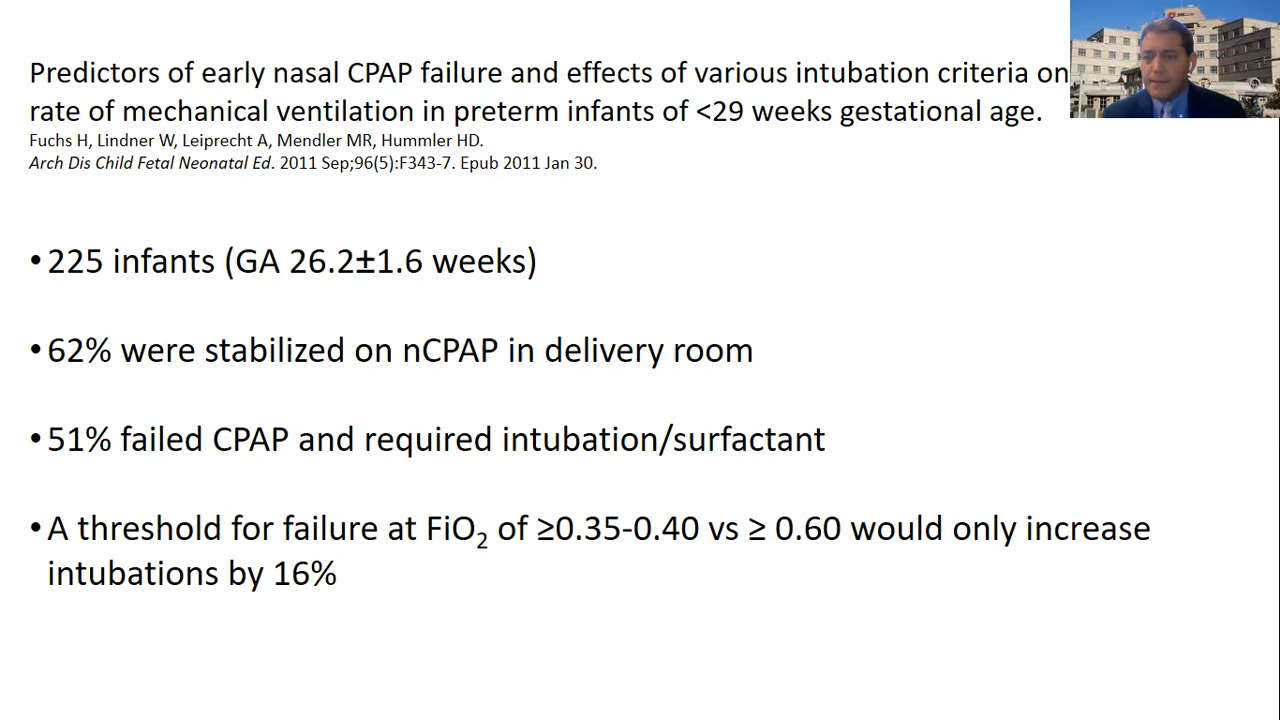 Predictors of early nasal CPAP failure and effects of various intubation criteria on
rate of mechanical ventilation in preterm infants of <29 weeks gestational age.
Fuchs H, Lindner W, Leiprecht A, Mendler MR, Hummler HD.
Arch Dis Child Fetal Neonatal Ed. 2011 Sep;96(5):F343-7. Epub 2011 Jan 30.
• 225 infants (GA 26.2±1.6 weeks)
• 62% were stabilized on nCPAP in delivery room
• 51% failed CPAP and required intubation/surfactant
• A threshold for failure at FiO₂ of ≥0.35-0.40 vs ≥ 0.60 would only increase
intubations by 16%